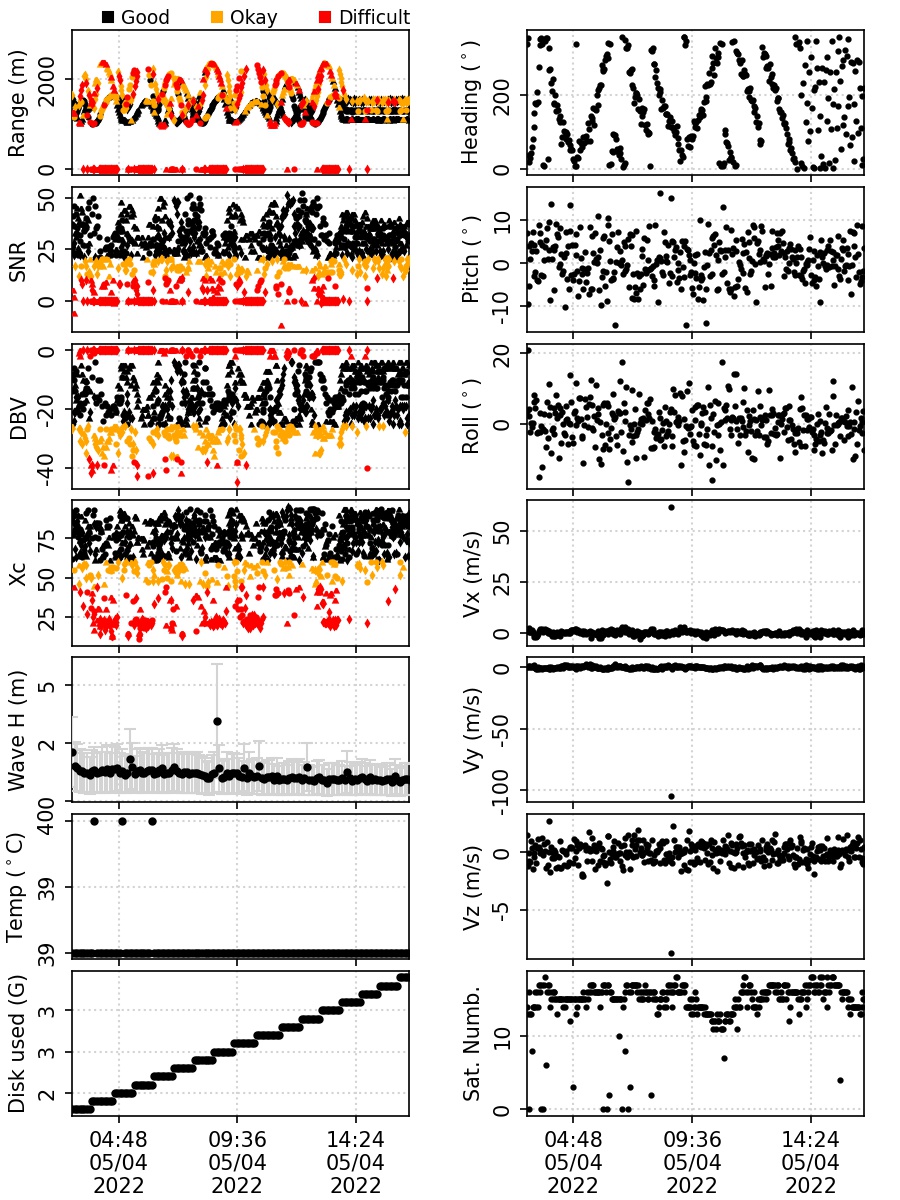 Good Okay Difficult
Range (m)
2000
0
Heading (°)
200
0
SNR
50
25
0
Pitch (°)
10
0
-10
DBV
0
-20
-40
Roll (°)
20
0
Xc
75
50
25
Vx (m/s)
50
25
0
Wave H (m)
5
2
0
Vy (m/s)
0
-50
-100
Temp (°C)
400
39
39
Vz (m/s)
0
-5
Disk used (G)
3
3
2
Sat. Numb.
10
0
04:48 09:36 14:24
05/04 05/04 05/04
2022 2022 2022
04:48 09:36 14:24
05/04 05/04 05/04
2022 2022 2022